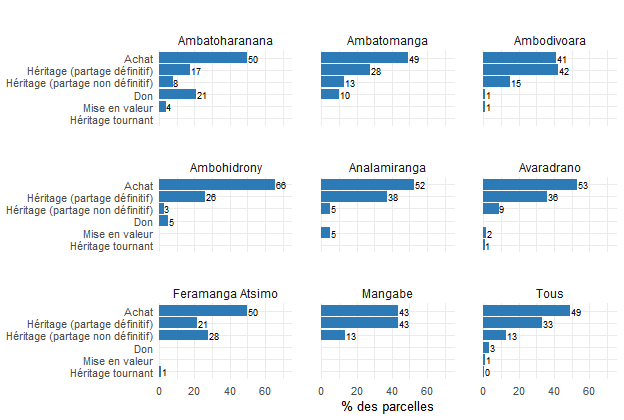 Ambatoharanana Ambatomanga Ambodivoara
Achat 50 49 41
Héritage (partage définitif) 17 28 42
Héritage (partage non définitif) 8 13 15
Don 21 10 1
Mise en valeur 4 1
Héritage tournant
Ambohidrony Analamiranga Avaradrano
Achat 66 52 53
Héritage (partage définitif) 26 38 36
Héritage (partage non définitif) 3 5 9
Don 5
Mise en valeur 5 2
Héritage tournant 1
Feramanga Atsimo Mangabe Tous
Achat 50 43 49
Héritage (partage définitif) 21 43 33
Héritage (partage non définitif) 28 13 13
Don 3
Mise en valeur 1
Héritage tournant 1 0
0 20 40 60 0 20 40 60 0 20 40 60
% des parcelles